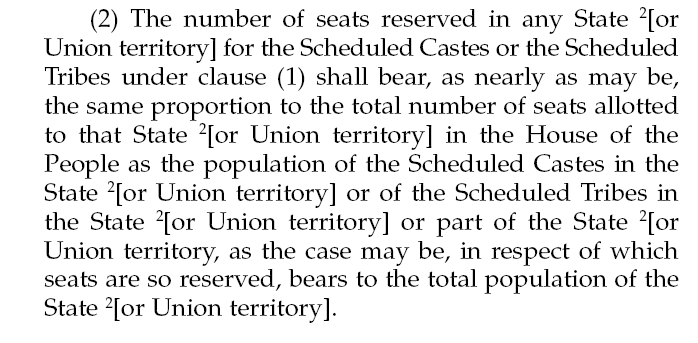 (2) The number of seats reserved in any State ²[or
Union territory] for the Scheduled Castes or the Scheduled
Tribes under clause (1) shall bear, as nearly as may be,
the same proportion to the total number of seats allotted
to that State ²[or Union territory] in the House of the
People as the population of the Scheduled Castes in the
State ²[or Union territory] or of the Scheduled Tribes in
the State ²[or Union territory] or part of the State ²[or
Union territory, as the case may be, in respect of which
seats are so reserved, bears to the total population of the
State ²[or Union territory].